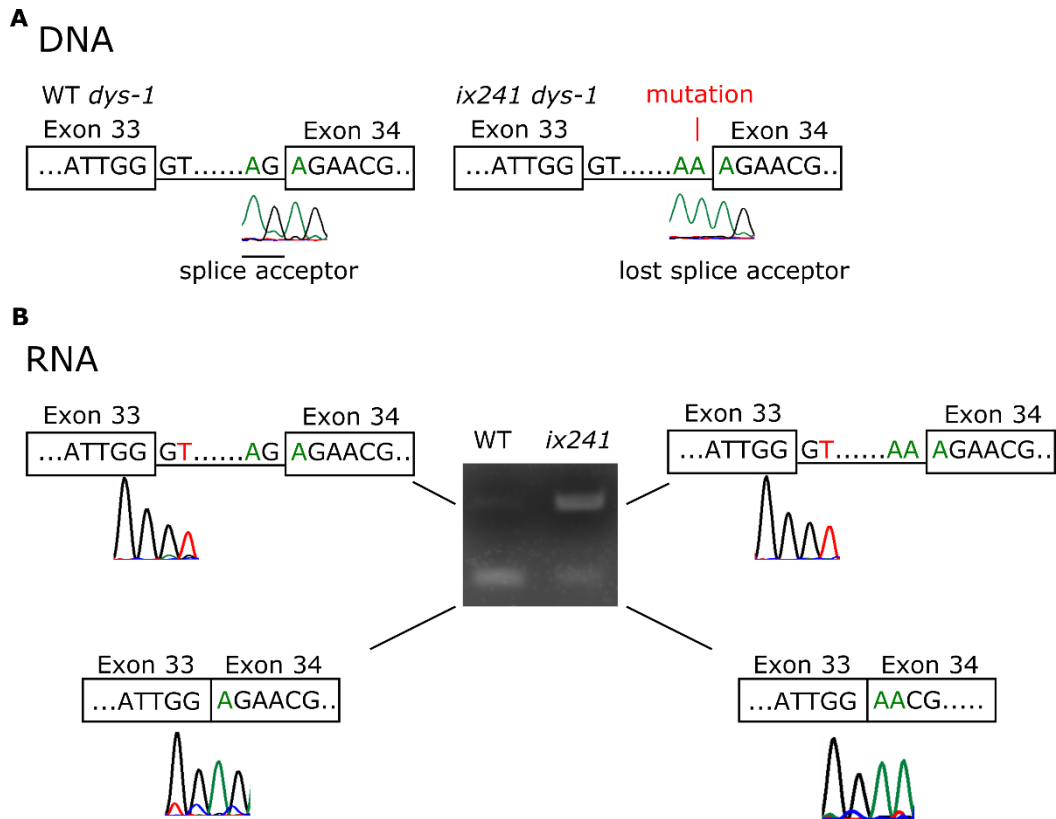 A
DNA
WT dys-1
Exon 33
Exon 34
...ATTGG GT......AG AGAACG..
splice acceptor
ix241 dys-1
mutation
Exon 33
Exon 34
...ATTGG GT......AA AGAACG..
lost splice acceptor
B
RNA
Exon 33
Exon 34
...ATTGG GT......AG AGAACG..
WT ix241
Exon 33
Exon 34
...ATTGG GT......AA AGAACG..
Exon 33 Exon 34
...ATTGG AGAACG..
Exon 33 Exon 34
...ATTGG AACG.....